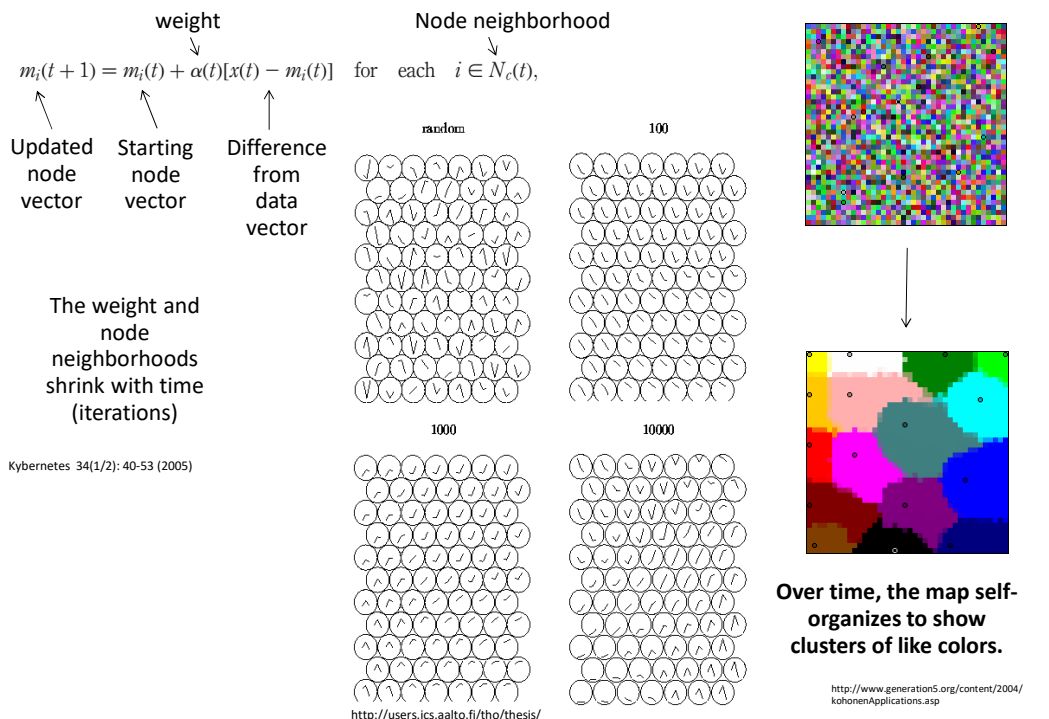 weight
Node neighborhood
mᵢ(t + 1) = mᵢ(t) + α(t)[x(t) − mᵢ(t)] for each i ∈ N_c(t),
Updated
node
vector
Starting
node
vector
Difference
from
data
vector
The weight and
node
neighborhoods
shrink with time
(iterations)
Kybernetes 34(1/2): 40-53 (2005)
random
100
1000
10000
http://users.ics.aalto.fi/tho/thesis/
Over time, the map self-
organizes to show
clusters of like colors.
http://www.generation5.org/content/2004/
kohonenApplications.asp